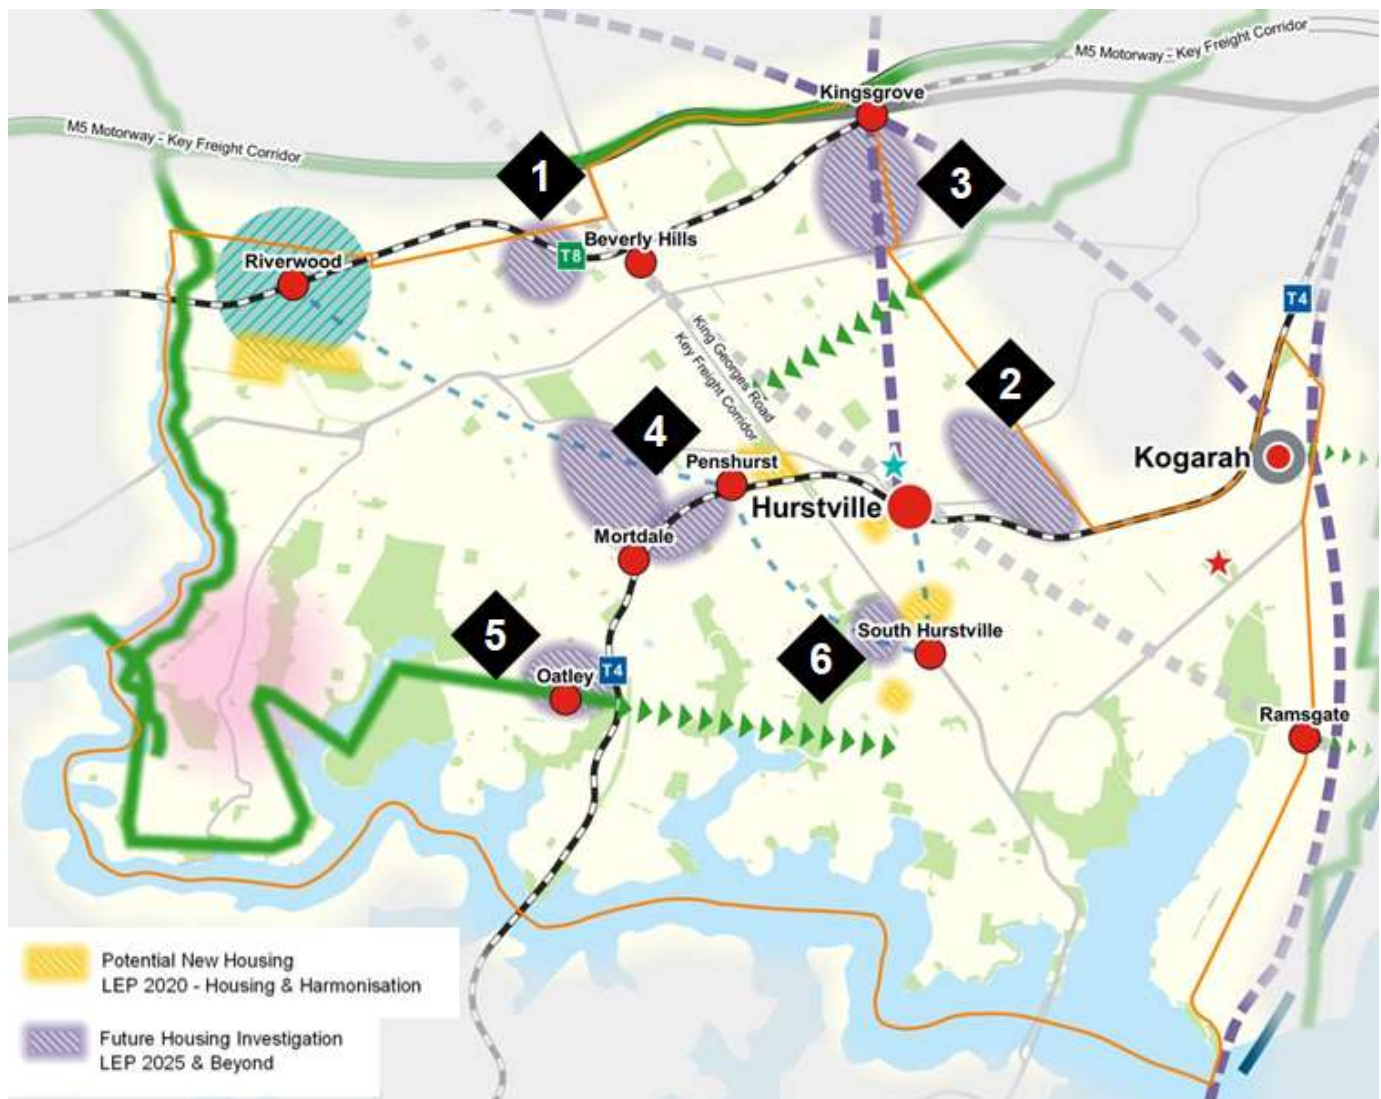 M5 Motorway - Key Freight Corridor
Kingsgrove
M5 Motorway - Key Freight Corridor
1
3
Beverly Hills
T8
Riverwood
T4
King Georges Road
Key Freight Corridor
2
4
Penshurst
Kogarah
Hurstville
Mortdale
5
6
South Hurstville
T4
Oatley
Ramsgate
Potential New Housing
LEP 2020 - Housing & Harmonisation
Future Housing Investigation
LEP 2025 & Beyond